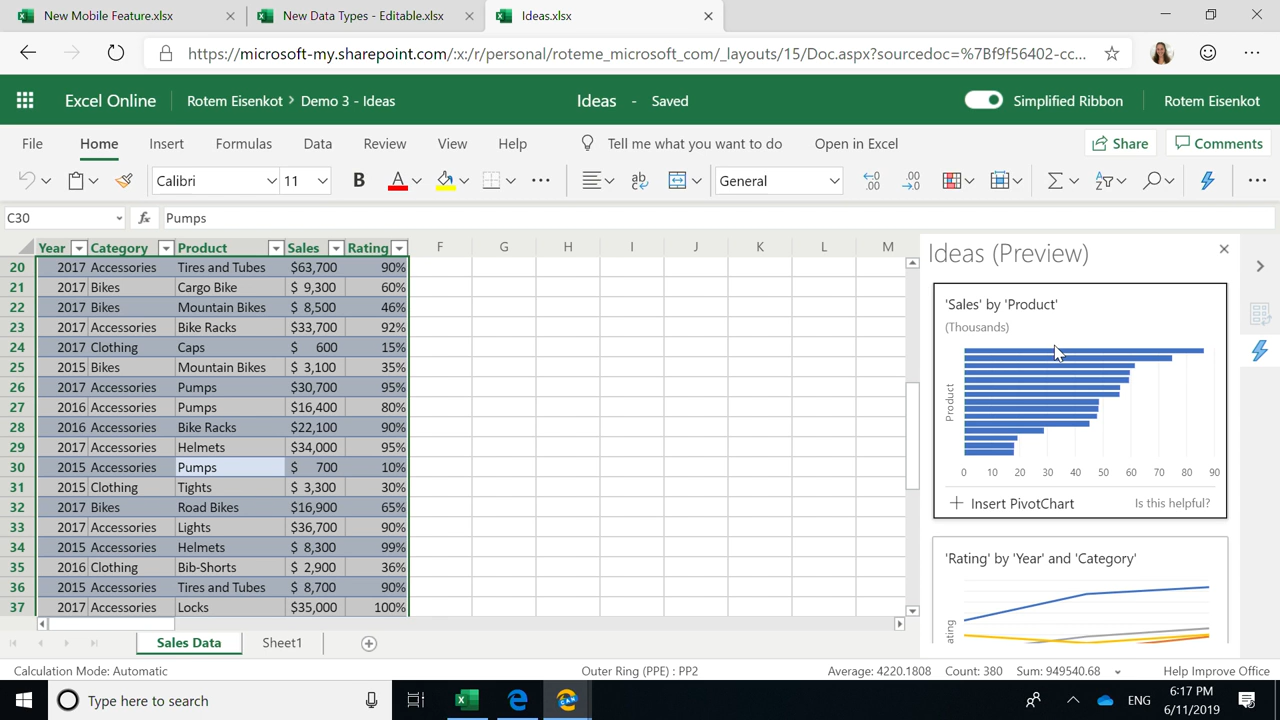 New Mobile Feature.xlsx
New Data Types - Editable.xlsx
Ideas.xlsx
https://microsoft-my.sharepoint.com/:x:/r/personal/roteme_microsoft_com/_layouts/15/Doc.aspx?sourcedoc=%7Bf9f56402-cc...
Excel Online
Rotem Eisenkot > Demo 3 - Ideas
Ideas - Saved
Simplified Ribbon
Rotem Eisenkot
File Home Insert Formulas Data Review View Help Tell me what you want to do Open in Excel Share Comments
Calibri 11 B A ... ab General .00 .00 ...
C30 fx Pumps
Year Category Product Sales Rating F G H I J K L M
20 2017 Accessories Tires and Tubes $63,700 90%
21 2017 Bikes Cargo Bike $ 9,300 60%
22 2017 Bikes Mountain Bikes $ 8,500 46%
23 2017 Accessories Bike Racks $33,700 92%
24 2017 Clothing Caps $ 600 15%
25 2015 Bikes Mountain Bikes $ 3,100 35%
26 2017 Accessories Pumps $30,700 95%
27 2016 Accessories Pumps $16,400 80%
28 2016 Accessories Bike Racks $22,100 90%
29 2017 Accessories Helmets $34,000 95%
30 2015 Accessories Pumps $ 700 10%
31 2015 Clothing Tights $ 3,300 30%
32 2017 Bikes Road Bikes $16,900 65%
33 2017 Accessories Lights $36,700 90%
34 2015 Accessories Helmets $ 8,300 99%
35 2016 Clothing Bib-Shorts $ 2,900 36%
36 2015 Accessories Tires and Tubes $ 8,700 90%
37 2017 Accessories Locks $35,000 100%
Ideas (Preview)
'Sales' by 'Product'
(Thousands)
Product
0 10 20 30 40 50 60 70 80 90
Insert PivotChart Is this helpful?
'Rating' by 'Year' and 'Category'
Sales Data Sheet1
Calculation Mode: Automatic Outer Ring (PPE) : PP2 Average: 4220.1808 Count: 380 Sum: 949540.68 Help Improve Office
Type here to search
ENG
6:17 PM
6/11/2019